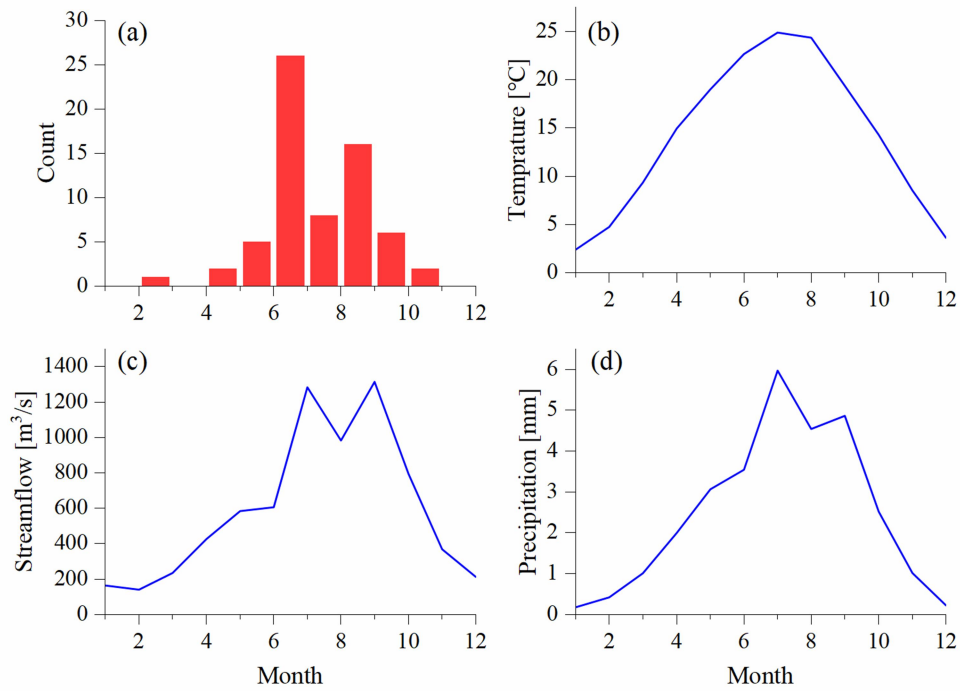 (a)
Count
30
25
20
15
10
5
0
2 4 6 8 10 12
(b)
Temprature [℃]
25
20
15
10
5
0
2 4 6 8 10 12
(c)
Streamflow [m³/s]
1400
1200
1000
800
600
400
200
0
2 4 6 8 10 12
Month
(d)
Precipitation [mm]
6
5
4
3
2
1
0
2 4 6 8 10 12
Month